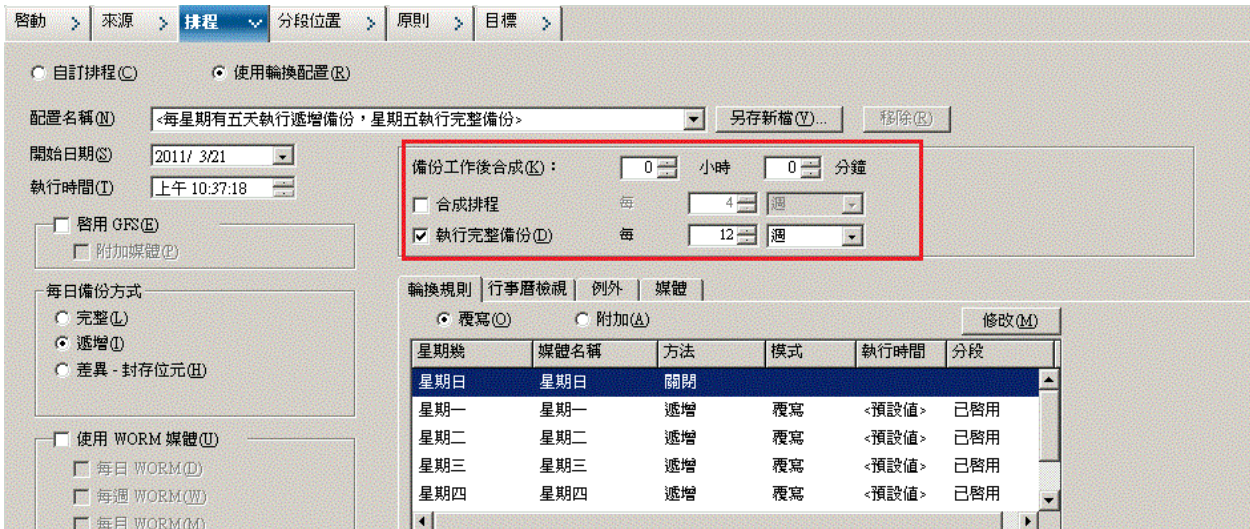 啓動 來源 排程 分段位置 原則 目標
自訂排程(C) 使用輪換配置(R)
配置名稱(N) <每星期有五天執行遞增備份，星期五執行完整備份> 另存新檔(V)... 移除(R)
開始日期(S) 2011/ 3/21
執行時間(T) 上午 10:37:18
啓用 GFS(E)
附加媒體(P)
備份工作後合成(K)： 0 小時 0 分鐘
合成排程 每 4 週
執行完整備份(D) 每 12 週
每日備份方式
完整(L)
遞增(I)
差異 - 封存位元(H)
使用 WORM 媒體(U)
每日 WORM(D)
每週 WORM(W)
每月 WORM(M)
輪換規則 行事曆檢視 例外 媒體
覆寫(O) 附加(A) 修改(M)
星期幾 媒體名稱 方法 模式 執行時間 分段
星期日 星期日 關閉
星期一 星期一 遞增 覆寫 <預設值> 已啓用
星期二 星期二 遞增 覆寫 <預設值> 已啓用
星期三 星期三 遞增 覆寫 <預設值> 已啓用
星期四 星期四 遞增 覆寫 <預設值> 已啓用